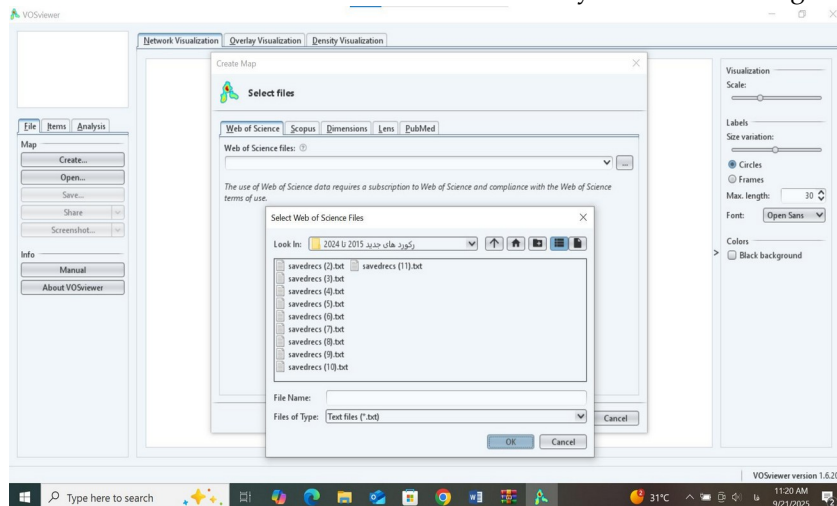 VOSviewer
Network Visualization Overlay Visualization Density Visualization
Create Map
Select files
File Items Analysis
Map
Create...
Open...
Save...
Share
Screenshot...
Info
Manual
About VOSviewer
Web of Science Scopus Dimensions Lens PubMed
Web of Science files:
...
The use of Web of Science data requires a subscription to Web of Science and compliance with the Web of Science
terms of use.
Select Web of Science Files
Look In: رکورد های جدید 2015 تا 2024
savedrecs (2).txt savedrecs (11).txt
savedrecs (3).txt
savedrecs (4).txt
savedrecs (5).txt
savedrecs (6).txt
savedrecs (7).txt
savedrecs (8).txt
savedrecs (9).txt
savedrecs (10).txt
File Name:
Files of Type: Text files (*.txt)
OK Cancel
Cancel
Visualization
Scale:
Labels
Size variation:
Circles
Frames
Max. length: 30
Font: Open Sans
Colors
Black background
VOSviewer version 1.6.20
Type here to search
31°C
فا
11:20 AM
9/21/2025